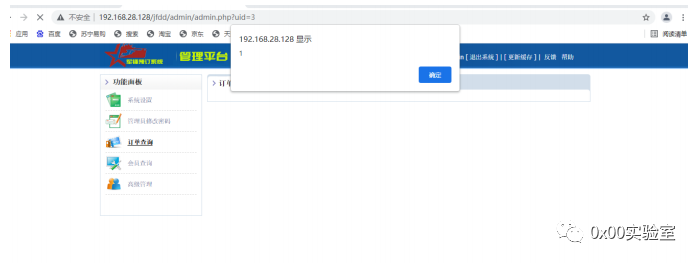 不安全 | 192.168.28.128/jfdd/admin/admin.php?uid=3
应用 百度 苏宁易购 搜索 淘宝 京东 天 阅读清单
192.168.28.128 显示
1
确定
管理平台
[ 退出系统 ] | [ 更新缓存 ] | 反馈 帮助
功能面板
系统设置
管理员修改密码
订单查询
会员查询
高级管理
0x00实验室